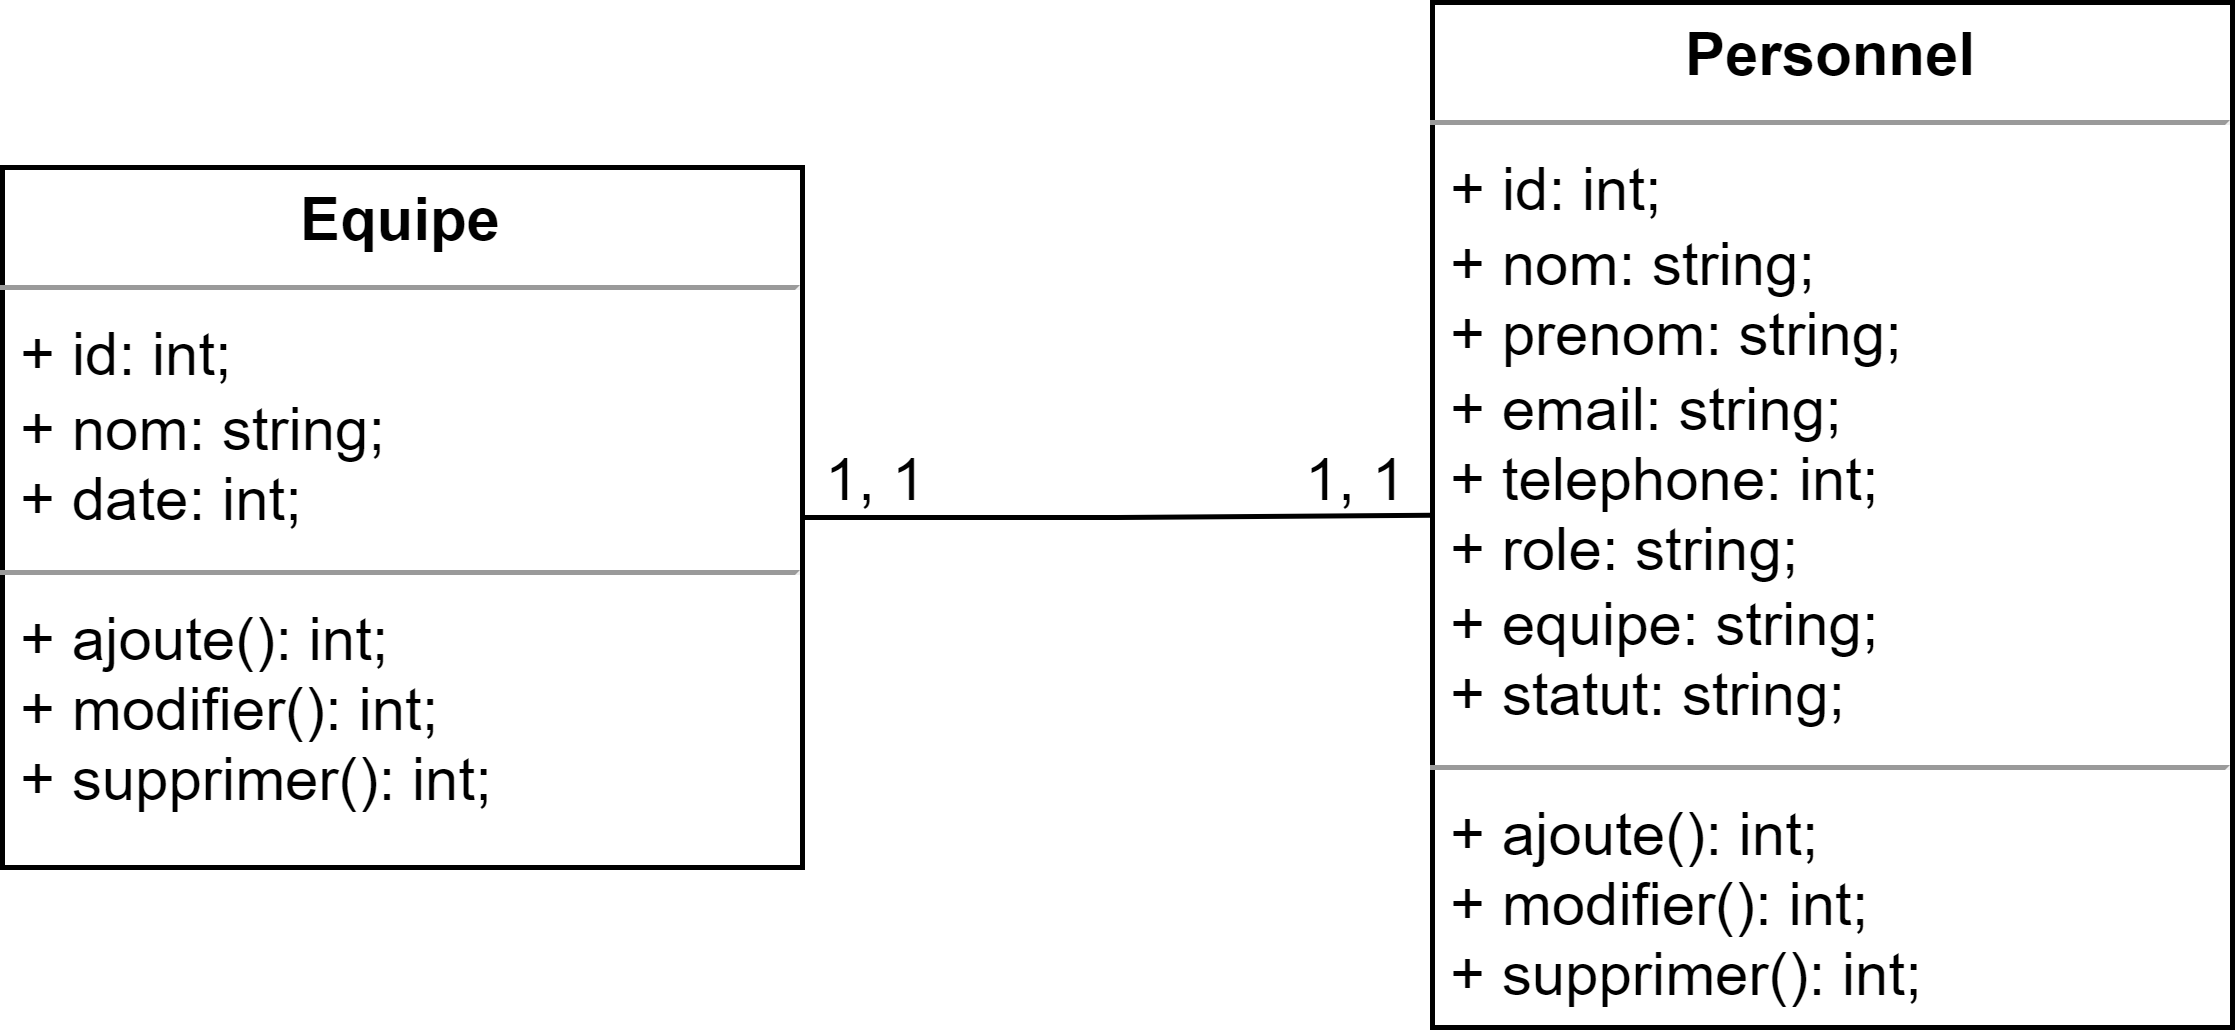 Equipe
+ id: int;
+ nom: string;
+ date: int;
+ ajoute(): int;
+ modifier(): int;
+ supprimer(): int;
1, 1
1, 1
Personnel
+ id: int;
+ nom: string;
+ prenom: string;
+ email: string;
+ telephone: int;
+ role: string;
+ equipe: string;
+ statut: string;
+ ajoute(): int;
+ modifier(): int;
+ supprimer(): int;